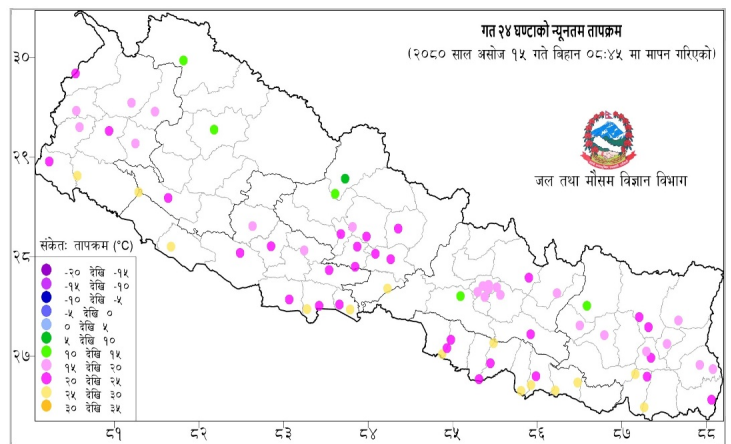 गत २४ घण्टाको न्यूनतम तापक्रम
(२०८० साल असोज १५ गते बिहान ०८:४५ मा मापन गरिएको)
जल तथा मौसम विज्ञान विभाग
३०
२९
२८
२७
संकेतः तापक्रम (°C)
-२० देखि -१५
-१५ देखि -१०
-१० देखि -५
-५ देखि ०
० देखि ५
५ देखि १०
१० देखि १५
१५ देखि २०
२० देखि २५
२५ देखि ३०
३० देखि ३५
८१ ८२ ८३ ८४ ८५ ८६ ८७ ८८